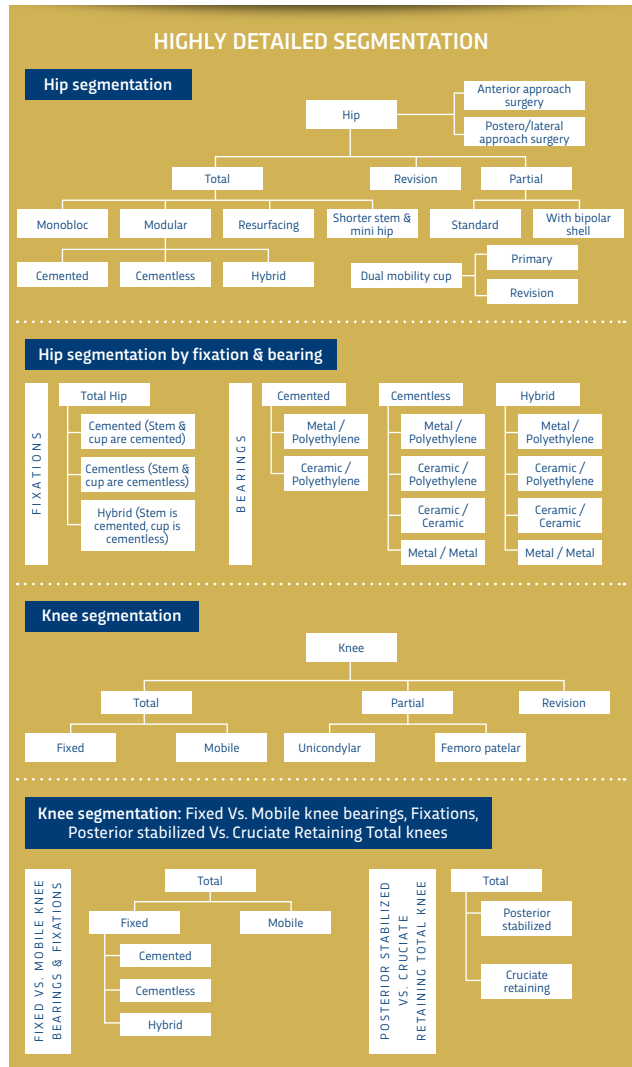 HIGHLY DETAILED SEGMENTATION
Hip segmentation
Hip
Anterior approach
surgery
Postero/lateral
approach surgery
Total
Revision
Partial
Monobloc
Modular
Resurfacing
Shorter stem &
mini hip
Standard
With bipolar
shell
Cemented
Cementless
Hybrid
Dual mobility cup
Primary
Revision
Hip segmentation by fixation & bearing
FIXATIONS
Total Hip
Cemented (Stem &
cup are cemented)
Cementless (Stem &
cup are cementless)
Hybrid (Stem is
cemented, cup is
cementless)
BEARINGS
Cemented
Metal /
Polyethylene
Ceramic /
Polyethylene
Cementless
Metal /
Polyethylene
Ceramic /
Polyethylene
Ceramic /
Ceramic
Metal / Metal
Hybrid
Metal /
Polyethylene
Ceramic /
Polyethylene
Ceramic /
Ceramic
Metal / Metal
Knee segmentation
Knee
Total
Partial
Revision
Fixed
Mobile
Unicondylar
Femoro patelar
Knee segmentation: Fixed Vs. Mobile knee bearings, Fixations,
Posterior stabilized Vs. Cruciate Retaining Total knees
FIXED VS. MOBILE KNEE
BEARINGS & FIXATIONS
Total
Fixed
Mobile
Cemented
Cementless
Hybrid
POSTERIOR STABILIZED
VS. CRUCIATE
RETAINING TOTAL KNEE
Total
Posterior
stabilized
Cruciate
retaining